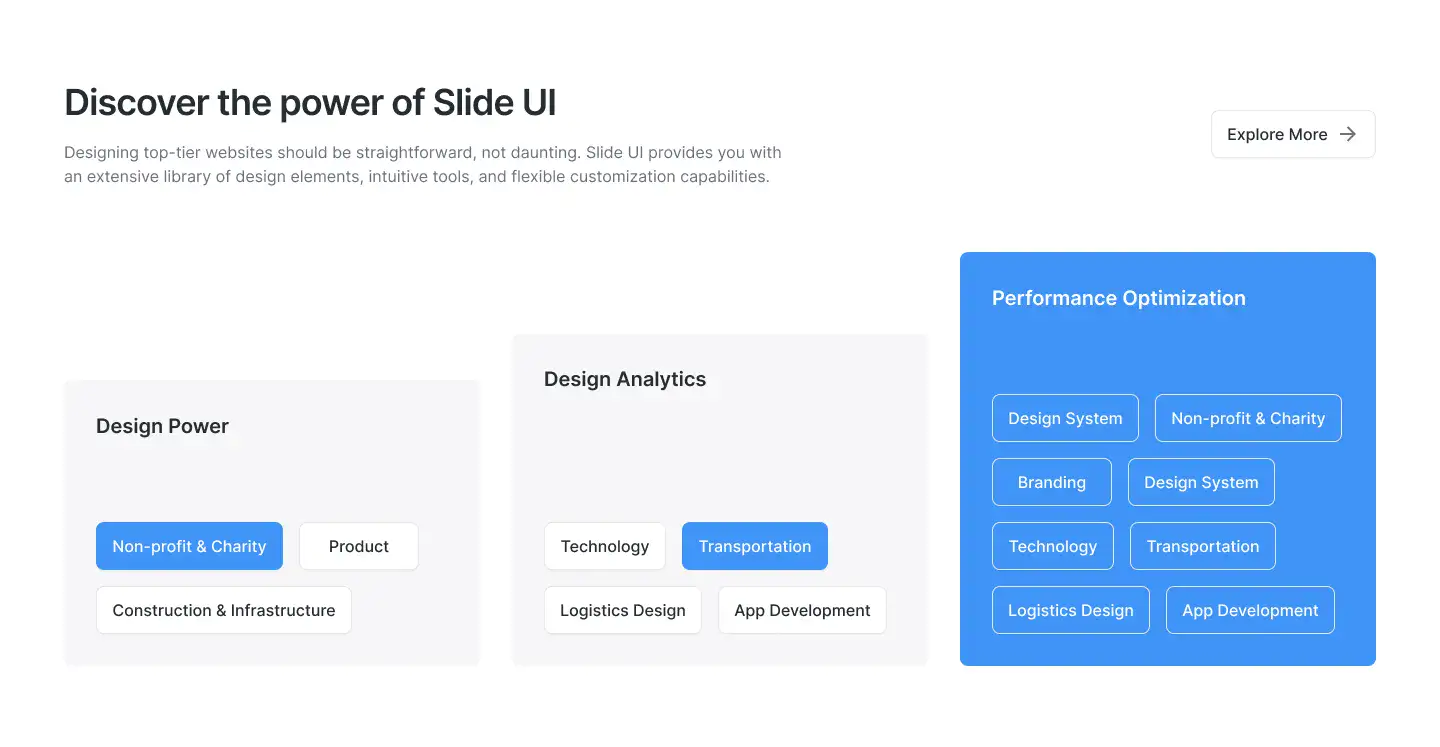 Discover the power of Slide UI
Designing top-tier websites should be straightforward, not daunting. Slide UI provides you with
an extensive library of design elements, intuitive tools, and flexible customization capabilities.
Explore More
Design Power
Non-profit & Charity
Product
Construction & Infrastructure
Design Analytics
Technology
Transportation
Logistics Design
App Development
Performance Optimization
Design System
Non-profit & Charity
Branding
Design System
Technology
Transportation
Logistics Design
App Development